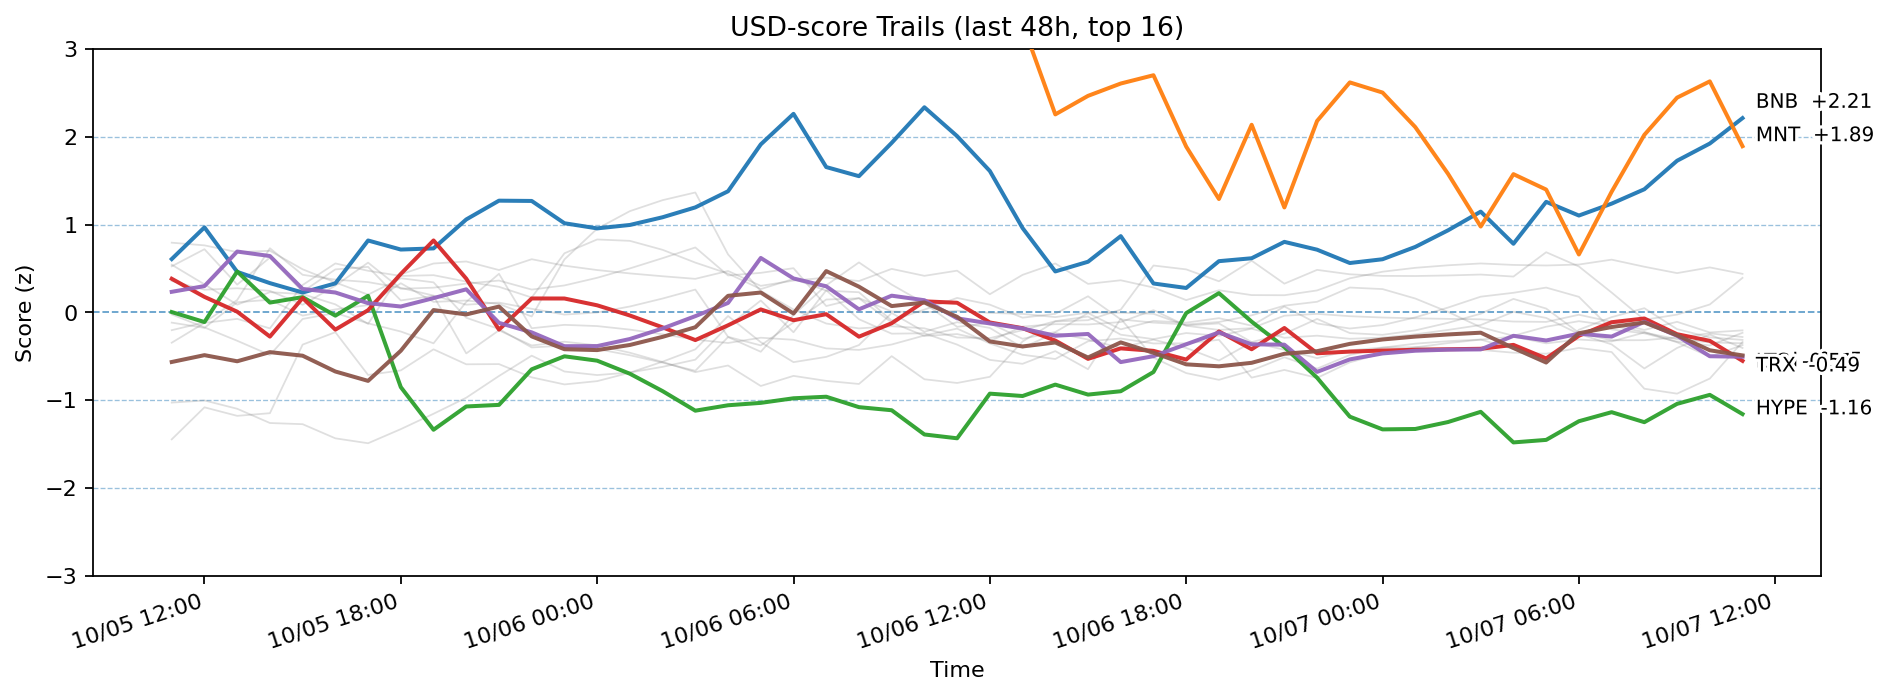 USD-score Trails (last 48h, top 16)
Score (z)
3
2
1
0
−1
−2
−3
BNB +2.21
MNT +1.89
TRX -0.49
HYPE -1.16
10/05 12:00
10/05 18:00
10/06 00:00
10/06 06:00
10/06 12:00
10/06 18:00
10/07 00:00
10/07 06:00
10/07 12:00
Time